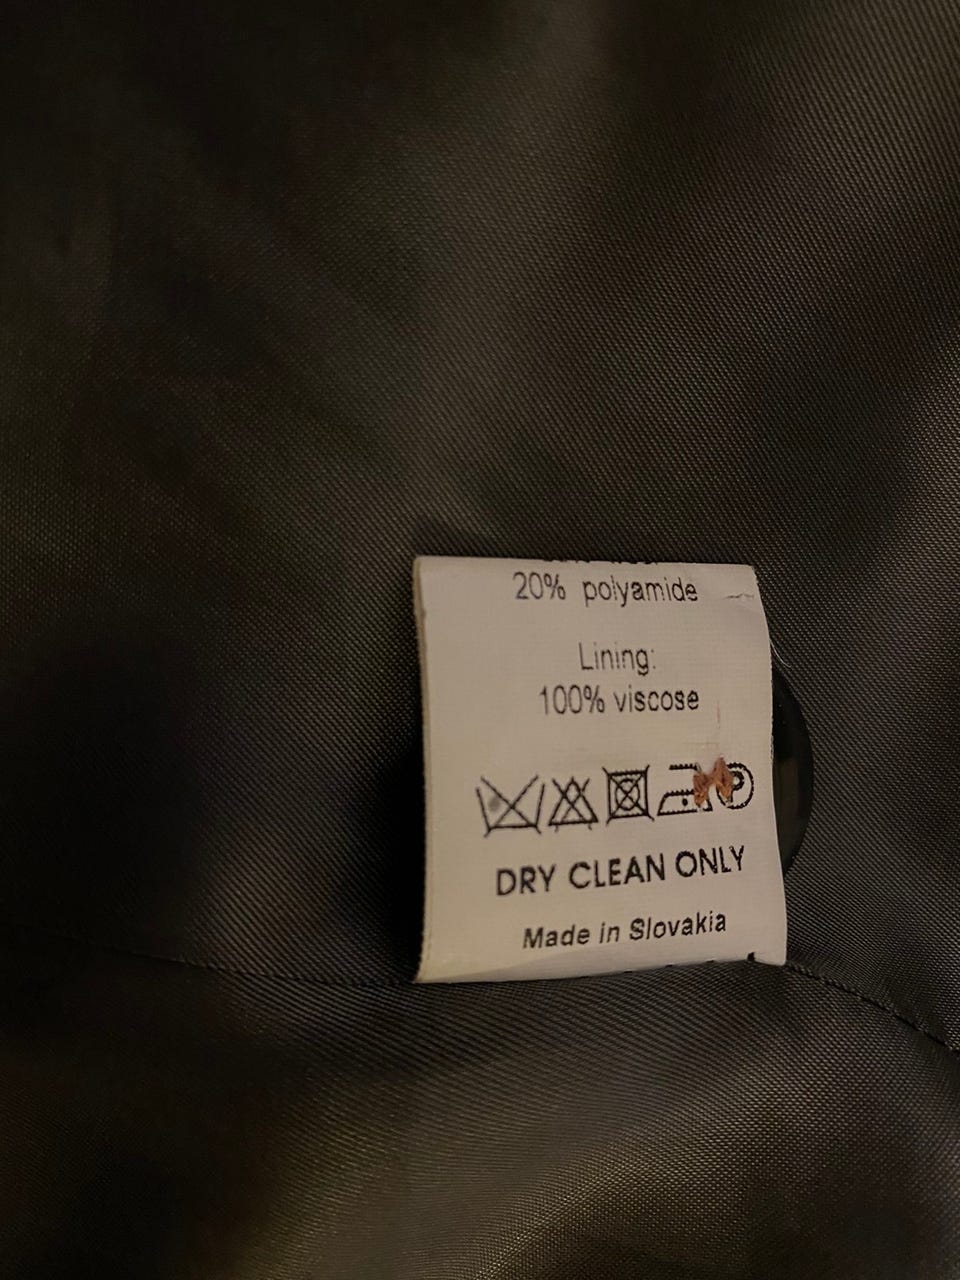 20% polyamide
Lining:
100% viscose
DRY CLEAN ONLY
Made in Slovakia